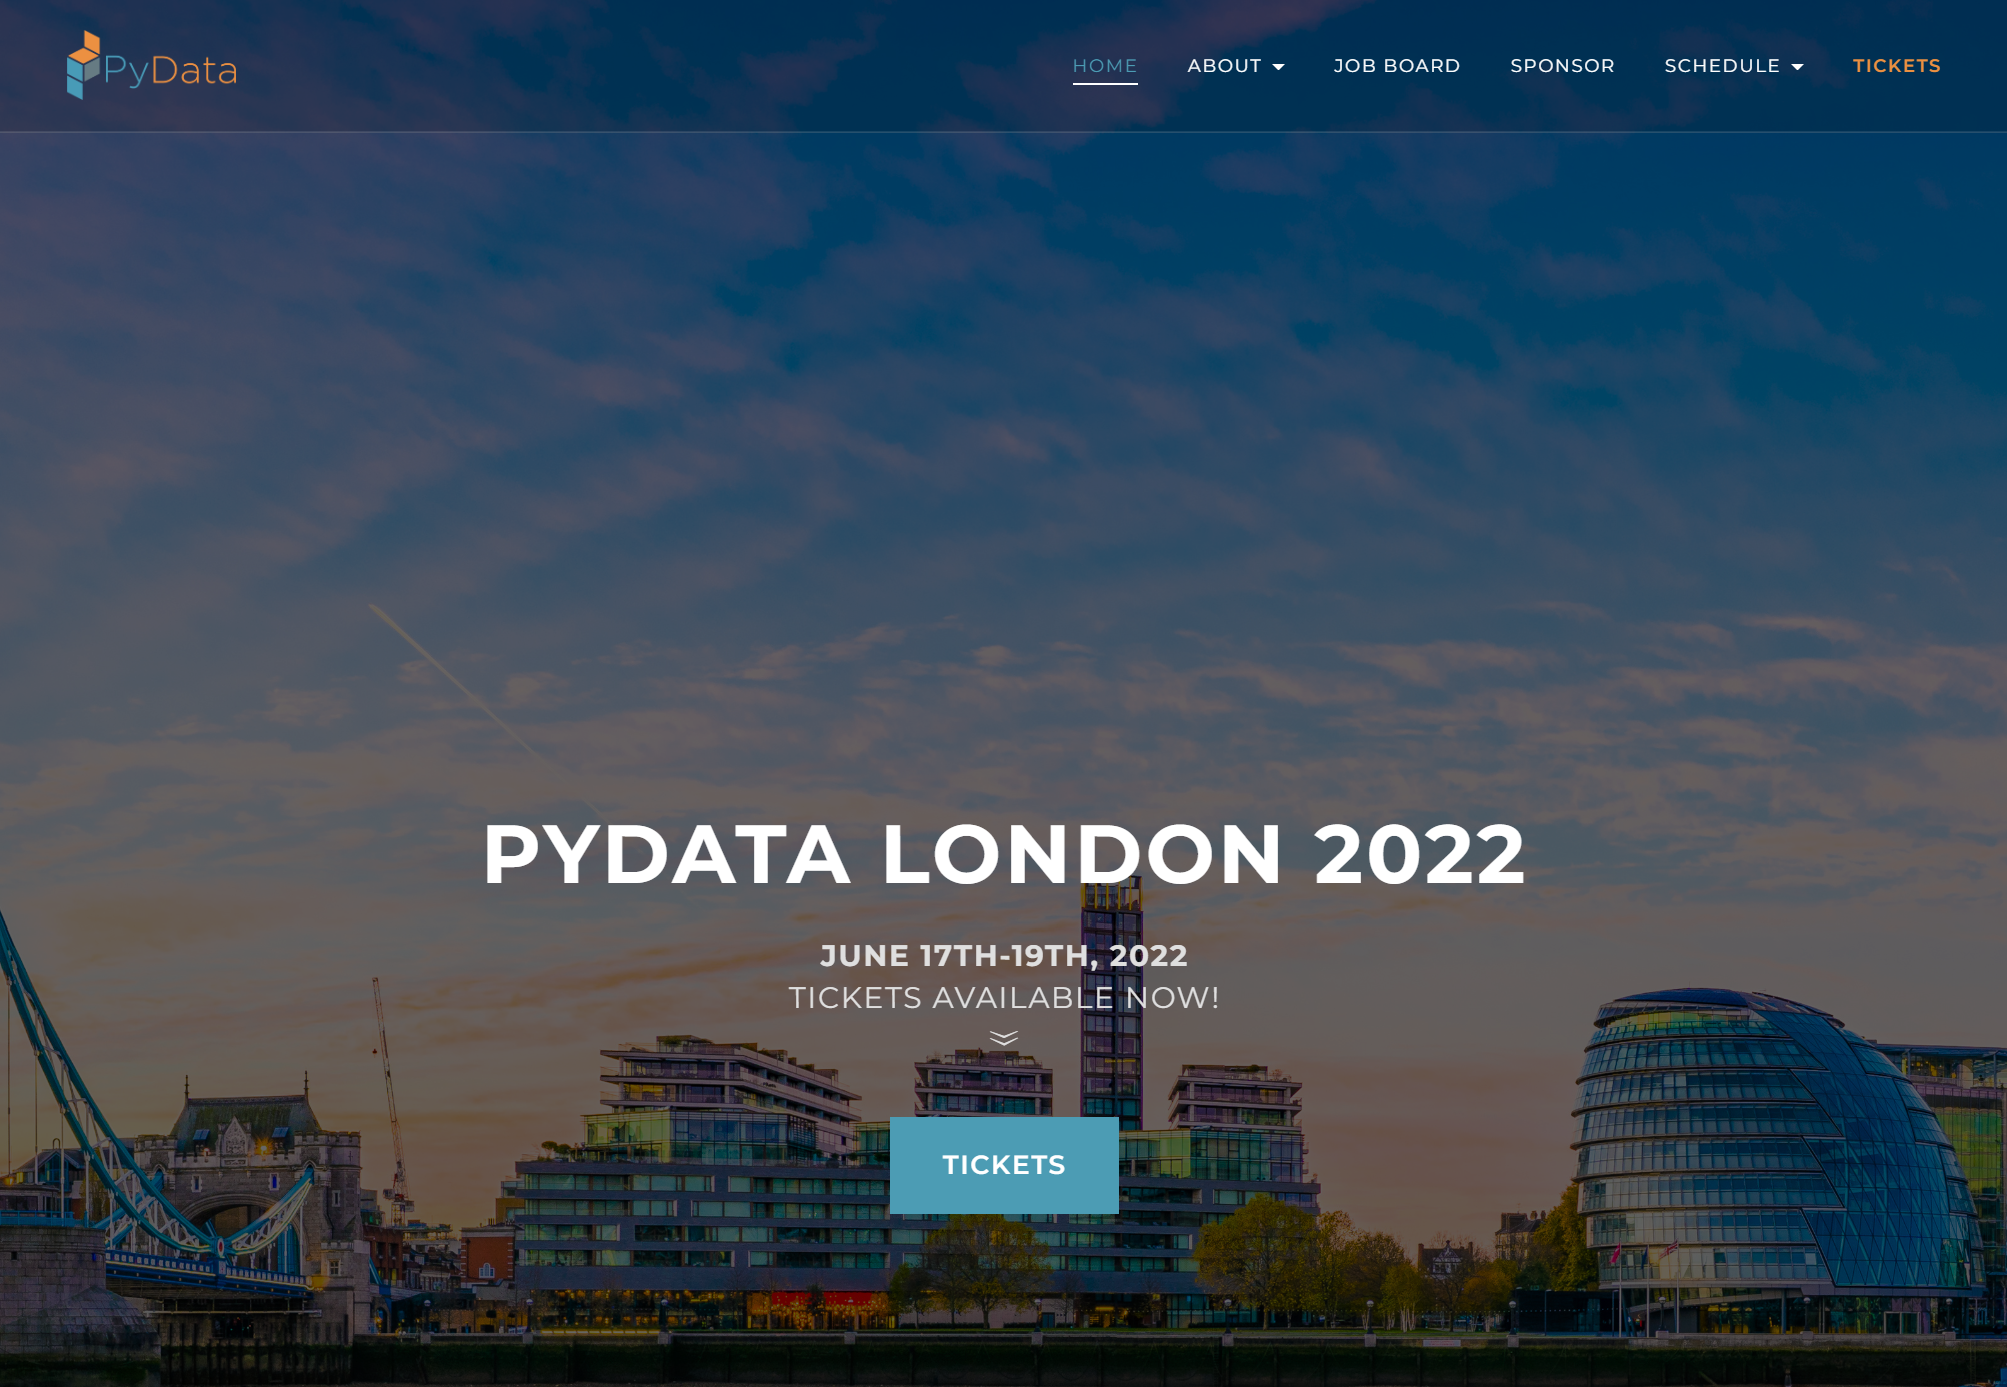 PyData
HOME ABOUT JOB BOARD SPONSOR SCHEDULE TICKETS
PYDATA LONDON 2022
JUNE 17TH-19TH, 2022
TICKETS AVAILABLE NOW!
TICKETS